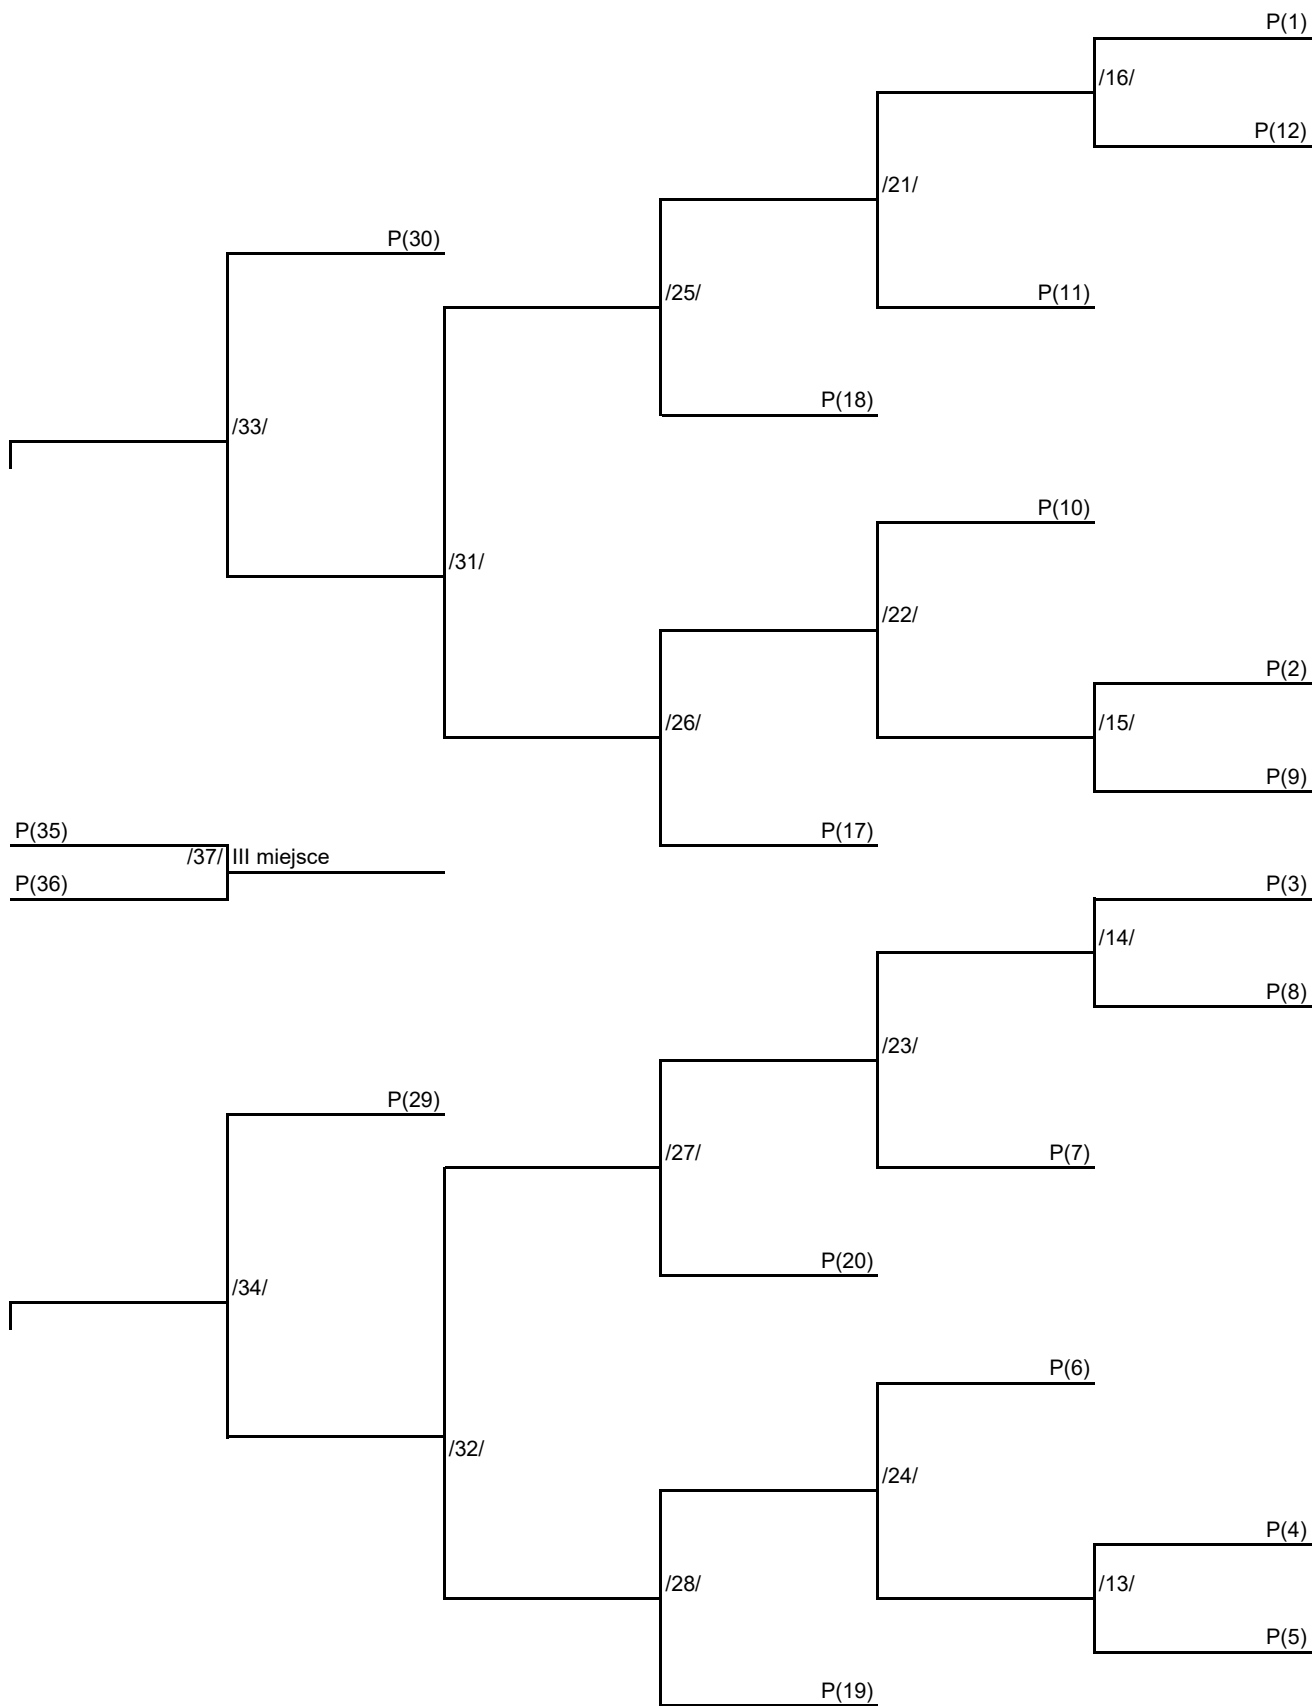 P(1)
/16/
P(12)
/21/
P(30)
/25/
P(11)
P(18)
/33/
P(10)
/31/
/22/
P(2)
/26/
/15/
P(9)
P(35)
P(17)
/37/ III miejsce
P(36)
P(3)
/14/
P(8)
/23/
P(29)
/27/
P(7)
P(20)
/34/
P(6)
/32/
/24/
P(4)
/28/
/13/
P(5)
P(19)